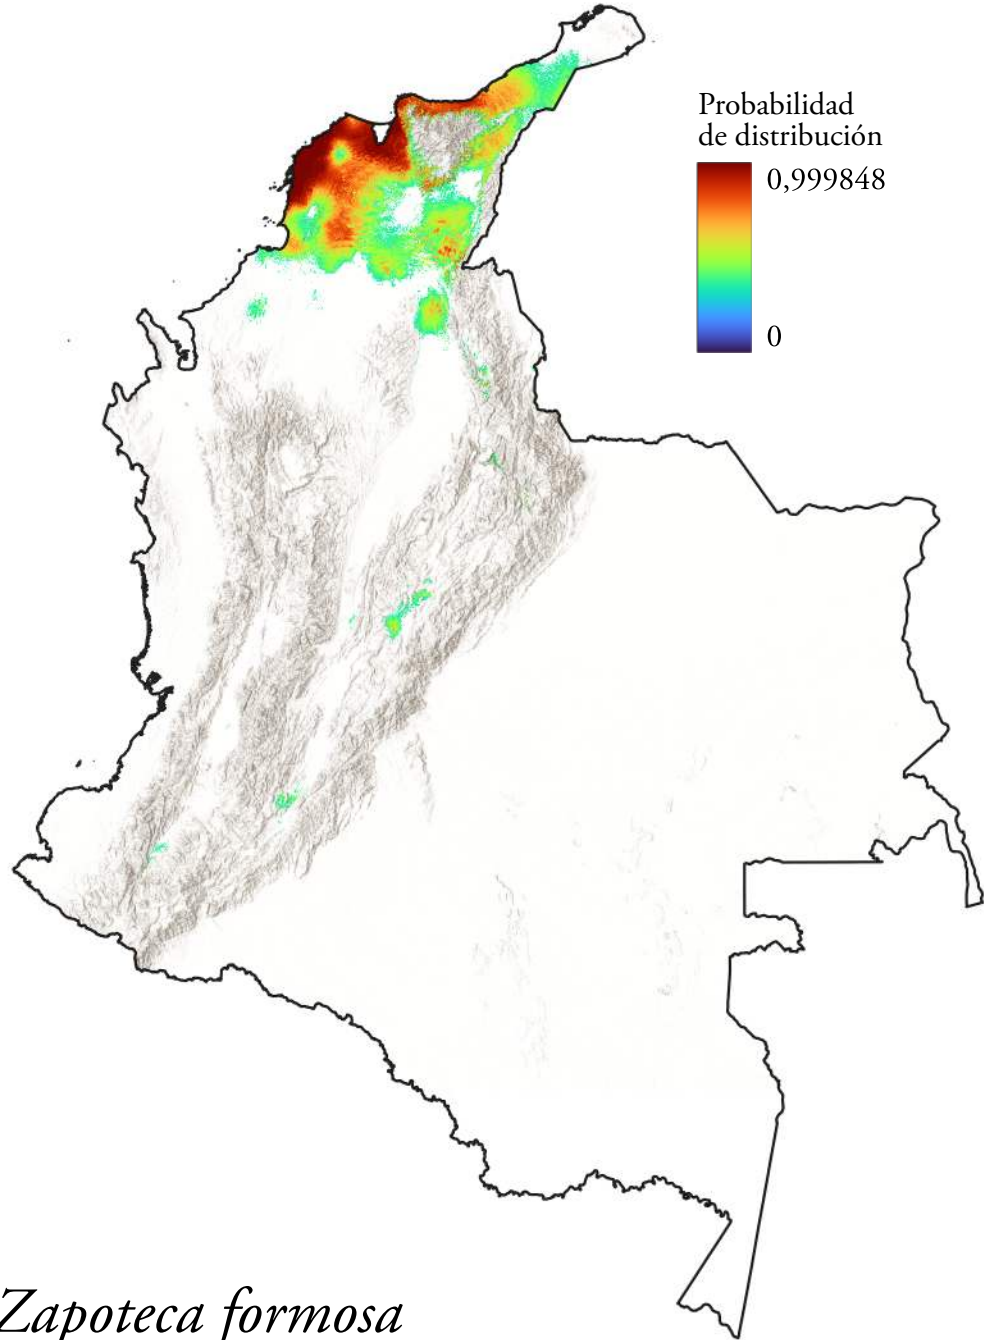 Probabilidad
de distribución
0,999848
0
Zapoteca formosa